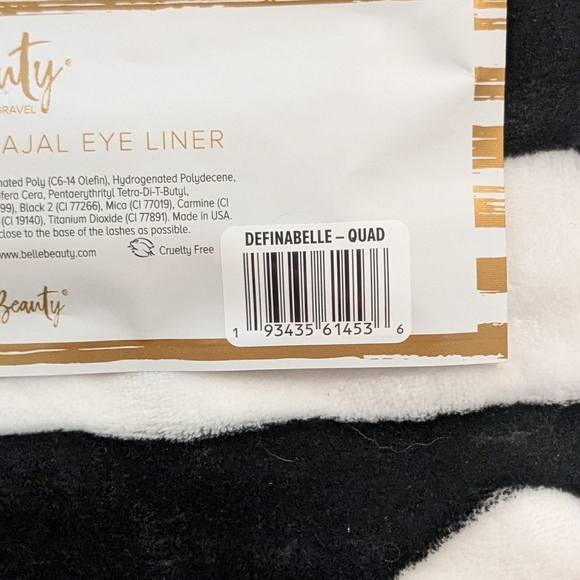 uty®
GRAVEL
AJAL EYE LINER
nated Poly (C6-14 Olefin), Hydrogenated Polydecene,
ifera Cera, Pentaerythrityl Tetra-Di-T-Butyl,
99), Black 2 (CI 77266), Mica (CI 77019), Carmine (CI
(CI 19140), Titanium Dioxide (CI 77891). Made in USA.
close to the base of the lashes as possible.
www.bellebeauty.com
Cruelty Free
Beauty®
DEFINABELLE – QUAD
1 93435 61453 6